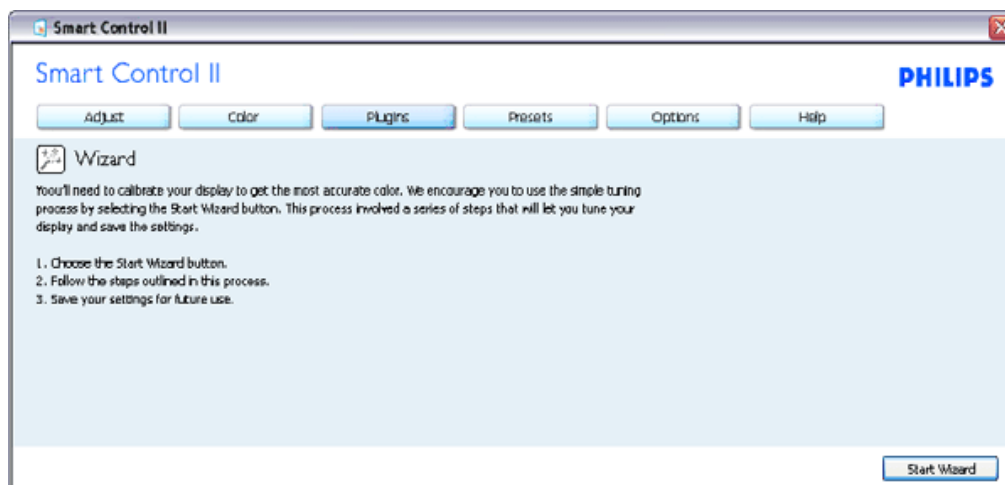 Smart Control II
Smart Control II
PHILIPS
Adjust Color Plugins Presets Options Help
Wizard
Yoou'll need to calibrate your display to get the most accurate color. We encourage you to use the simple tuning
process by selecting the Start Wizard button. This process involved a series of steps that will let you tune your
display and save the settings.
1. Choose the Start Wizard button.
2. Follow the steps outlined in this process.
3. Save your settings for future use.
Start Wizard